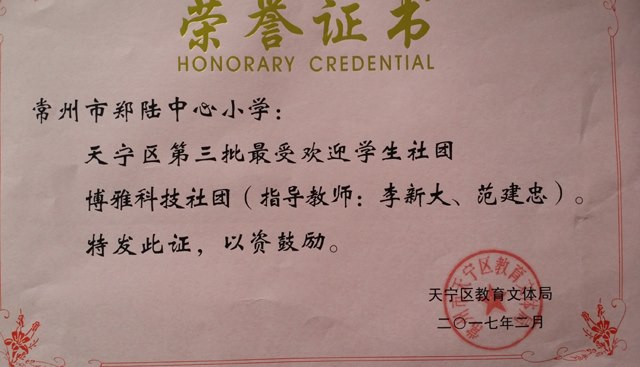 荣誉证书
HONORARY CREDENTIAL
常州市郑陆中心小学：
天宁区第三批最受欢迎学生社团
博雅科技社团（指导教师：李新大、范建忠）。
特发此证，以资鼓励。
天宁区教育文体局
二〇一七年二月